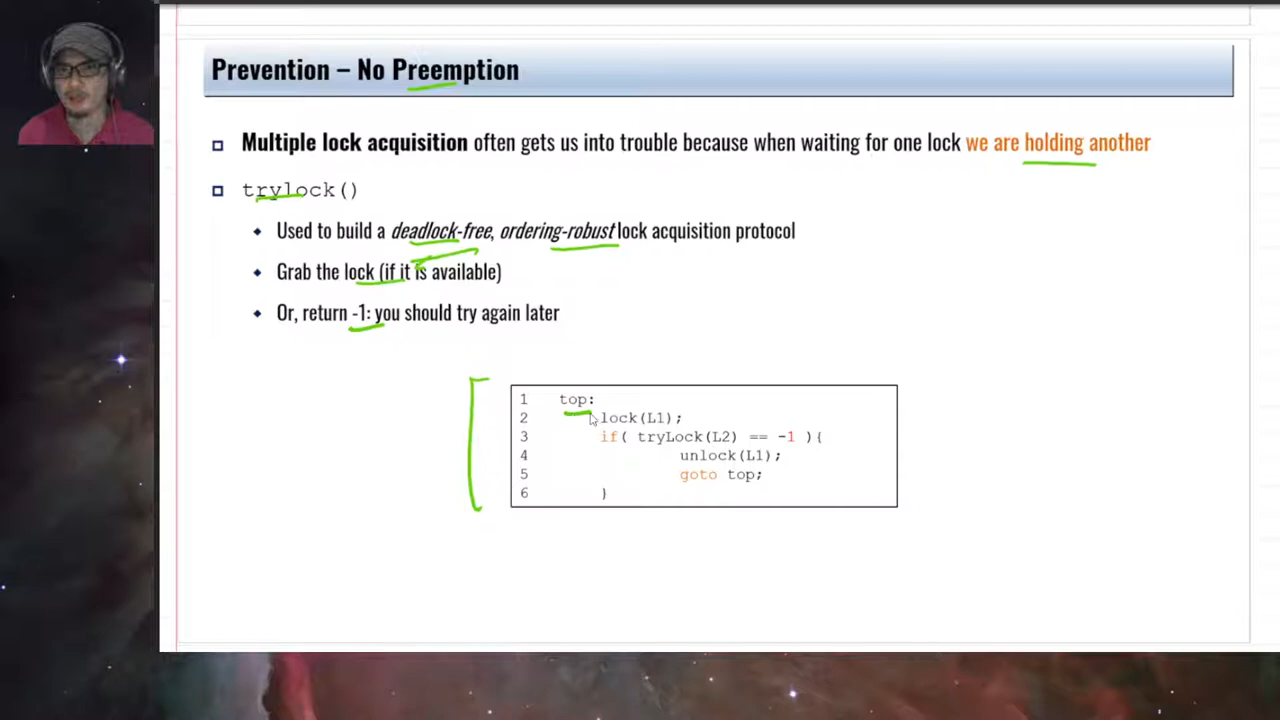 Prevention – No Preemption
Multiple lock acquisition often gets us into trouble because when waiting for one lock we are holding another
trylock()
Used to build a deadlock-free, ordering-robust lock acquisition protocol
Grab the lock (if it is available)
Or, return -1: you should try again later
1 top:
2 lock(L1);
3 if( tryLock(L2) == -1 ){
4 unlock(L1);
5 goto top;
6 }